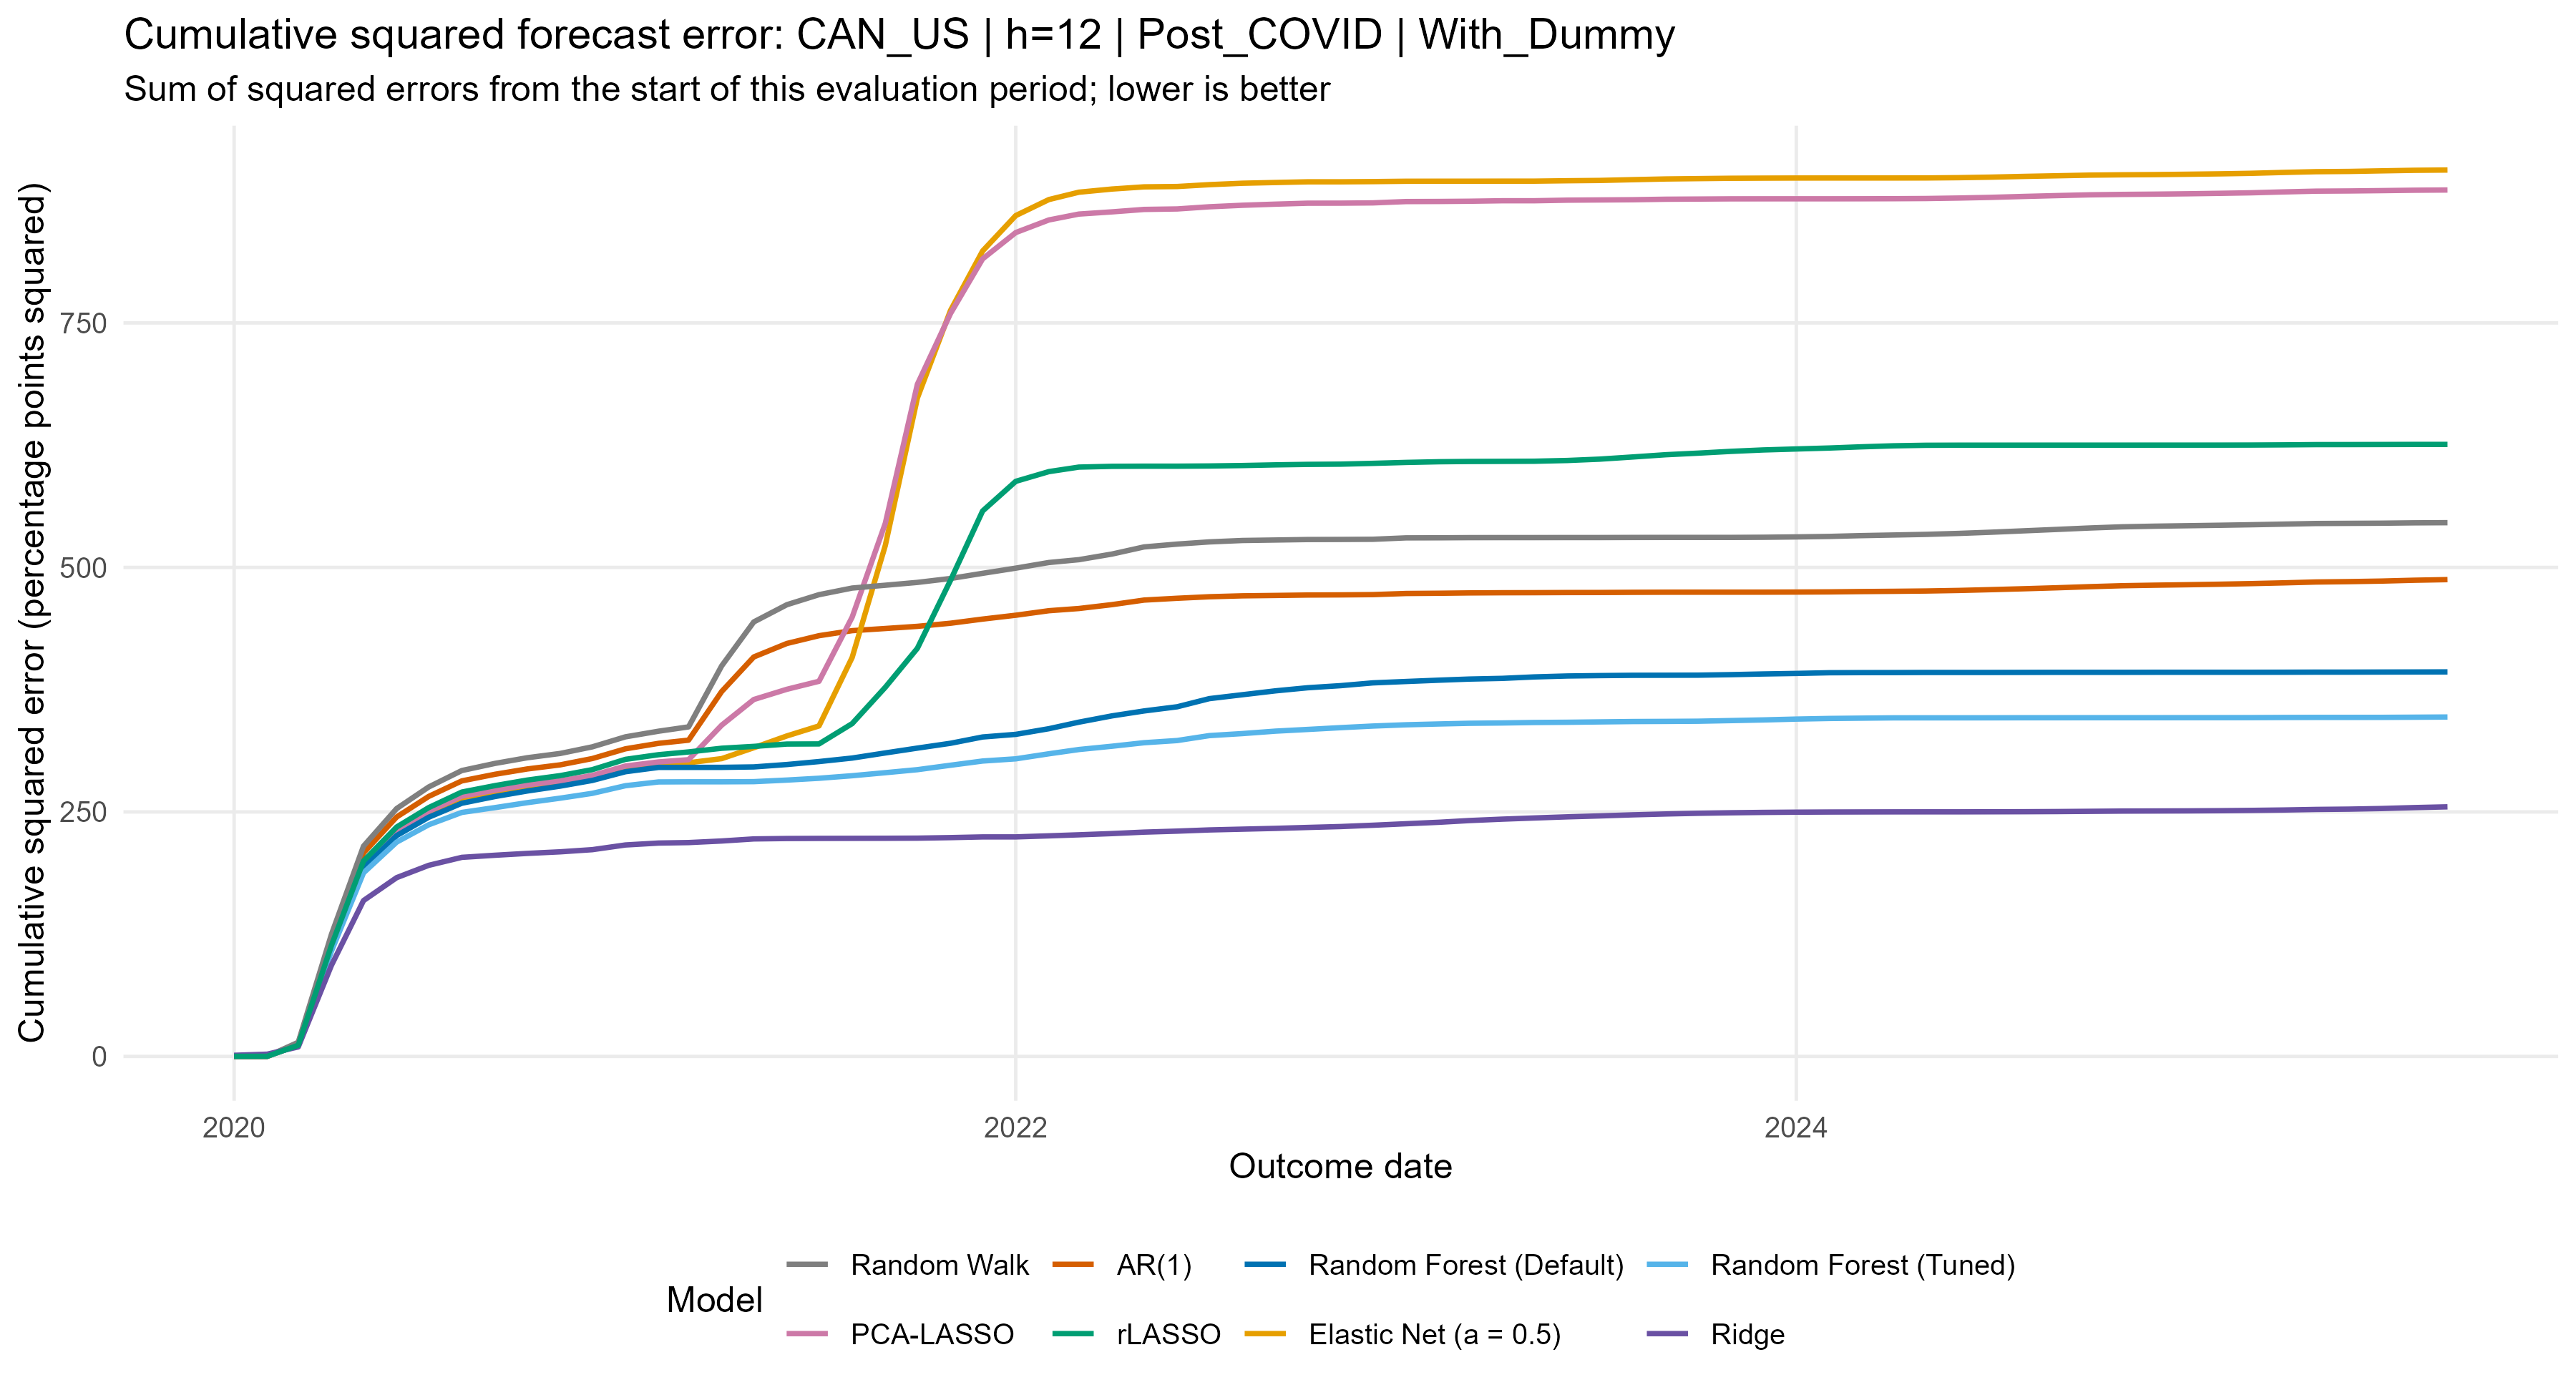 Cumulative squared forecast error: CAN_US | h=12 | Post_COVID | With_Dummy
Sum of squared errors from the start of this evaluation period; lower is better
Cumulative squared error (percentage points squared)
750
500
250
0
2020
2022
2024
Outcome date
Model
Random Walk
AR(1)
Random Forest (Default)
Random Forest (Tuned)
PCA-LASSO
rLASSO
Elastic Net (a = 0.5)
Ridge